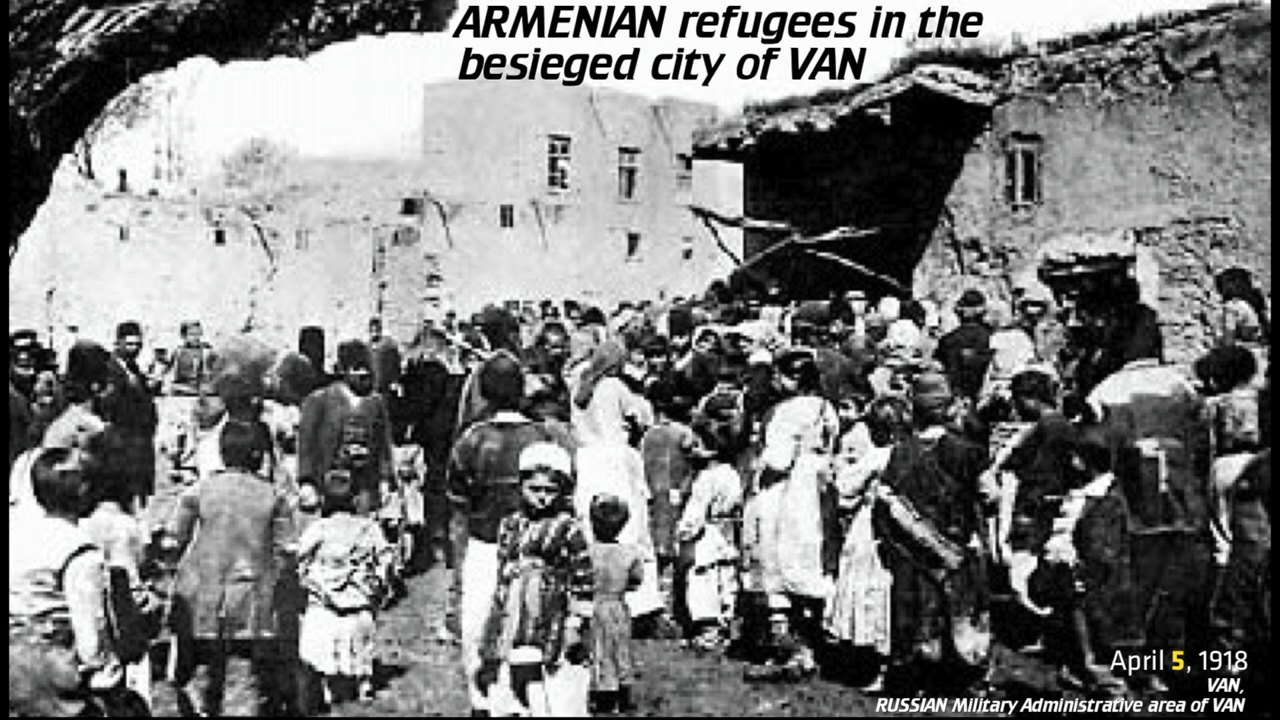 ARMENIAN refugees in the
besieged city of VAN
April 5, 1918
VAN,
RUSSIAN Military Administrative area of VAN